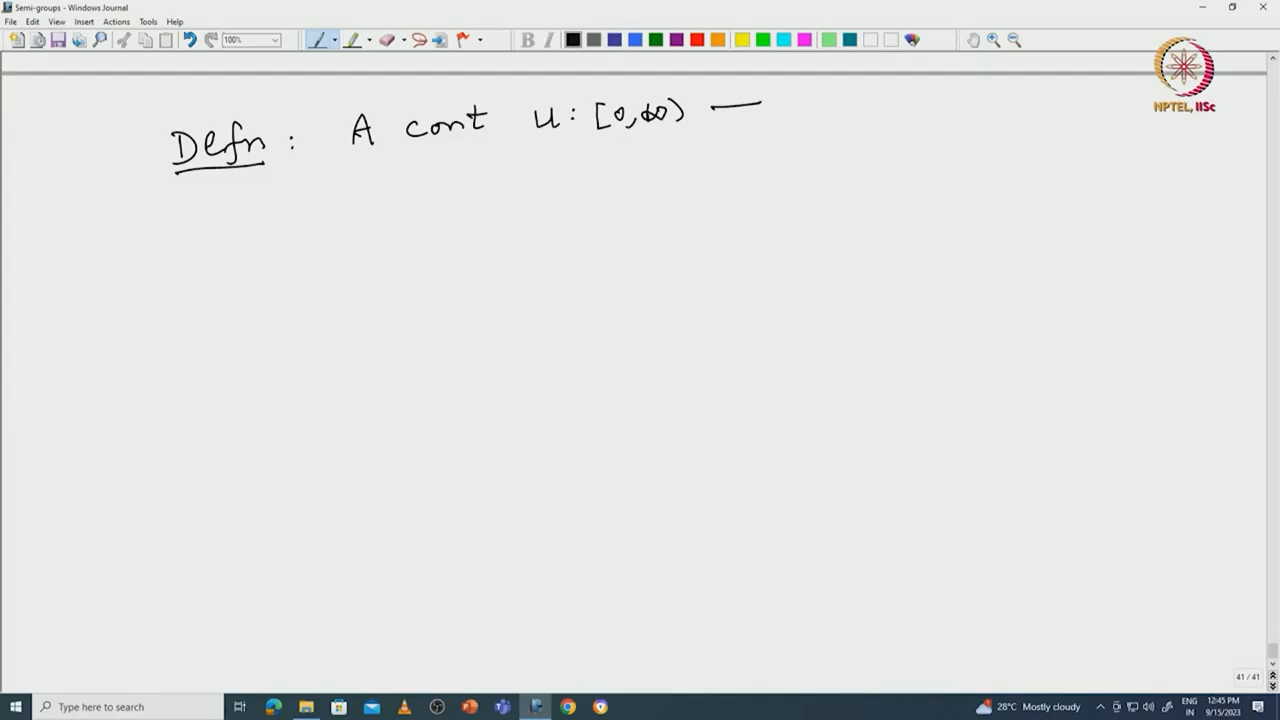 Semi-groups - Windows Journal
File Edit View Insert Actions Tools Help
100%
B I
NPTEL, IISc
Defn : A cont u : [0,∞) —
41 / 41
Type here to search
28°C Mostly cloudy
ENG
IN
12:45 PM
9/15/2023